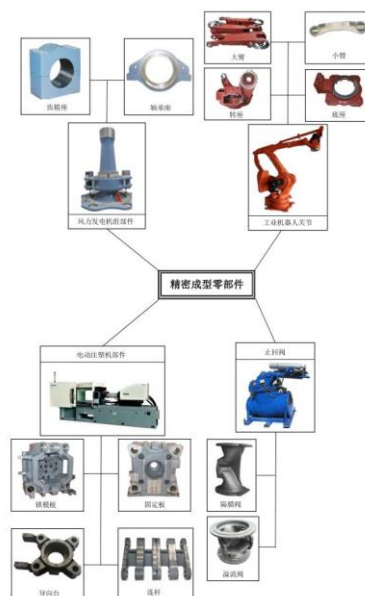 大臂
小臂
齿箱座
轴承座
转座
底座
风力发电机组部件
工业机器人关节
精密成型零部件
电动注塑机部件
止回阀
锁模板
固定板
隔膜阀
导向台
连杆